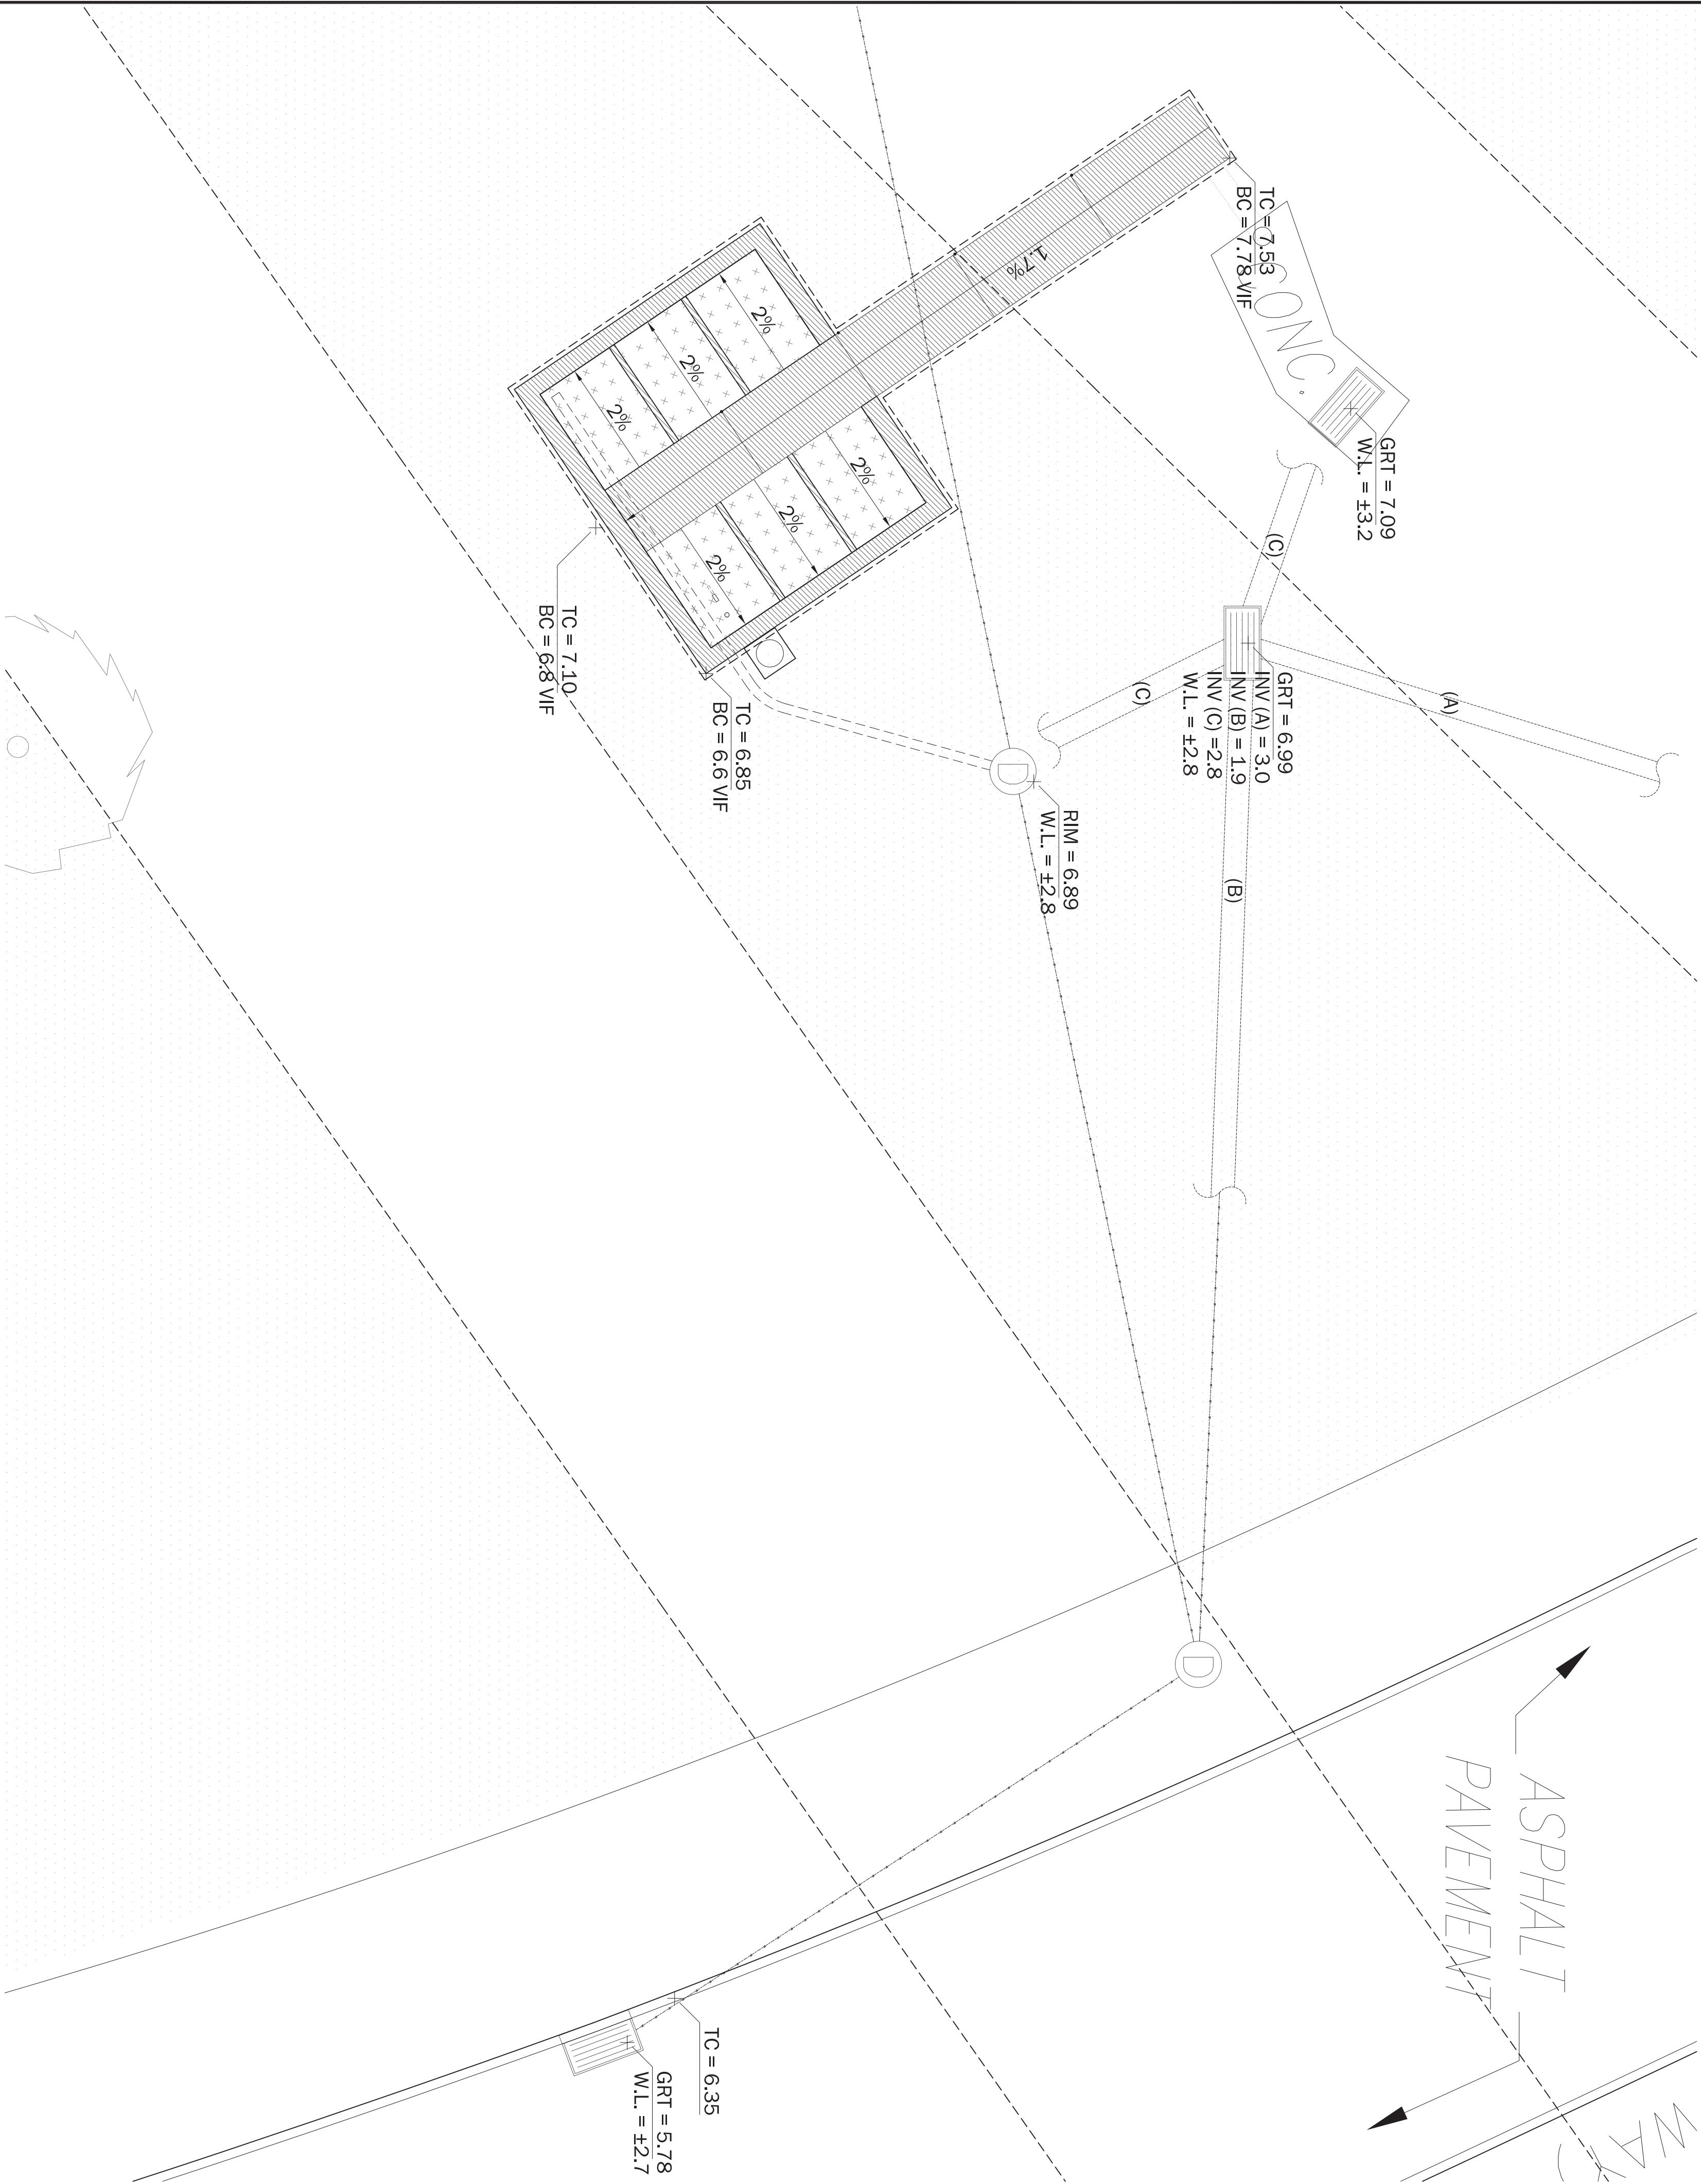 TC = 7.53
BC = 7.78 VIF
CONC.
1.7%
GRT = 7.09
W.L. = ±3.2
2%
2%
2%
2%
2%
2%
(C)
(A)
(C)
(B)
GRT = 6.99
INV (A) = 3.0
INV (B) = 1.9
INV (C) =2.8
W.L. = ±2.8
TC = 7.10
BC = 6.8 VIF
TC = 6.85
BC = 6.6 VIF
D
RIM = 6.89
W.L. = ±2.8
D
ASPHALT
PAVEMENT
TC = 6.35
GRT = 5.78
W.L. = ±2.7